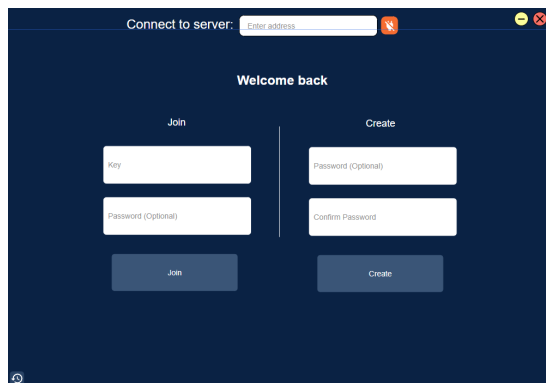 Connect to server: Enter address
Welcome back
Join
Key
Password (Optional)
Join
Create
Password (Optional)
Confirm Password
Create